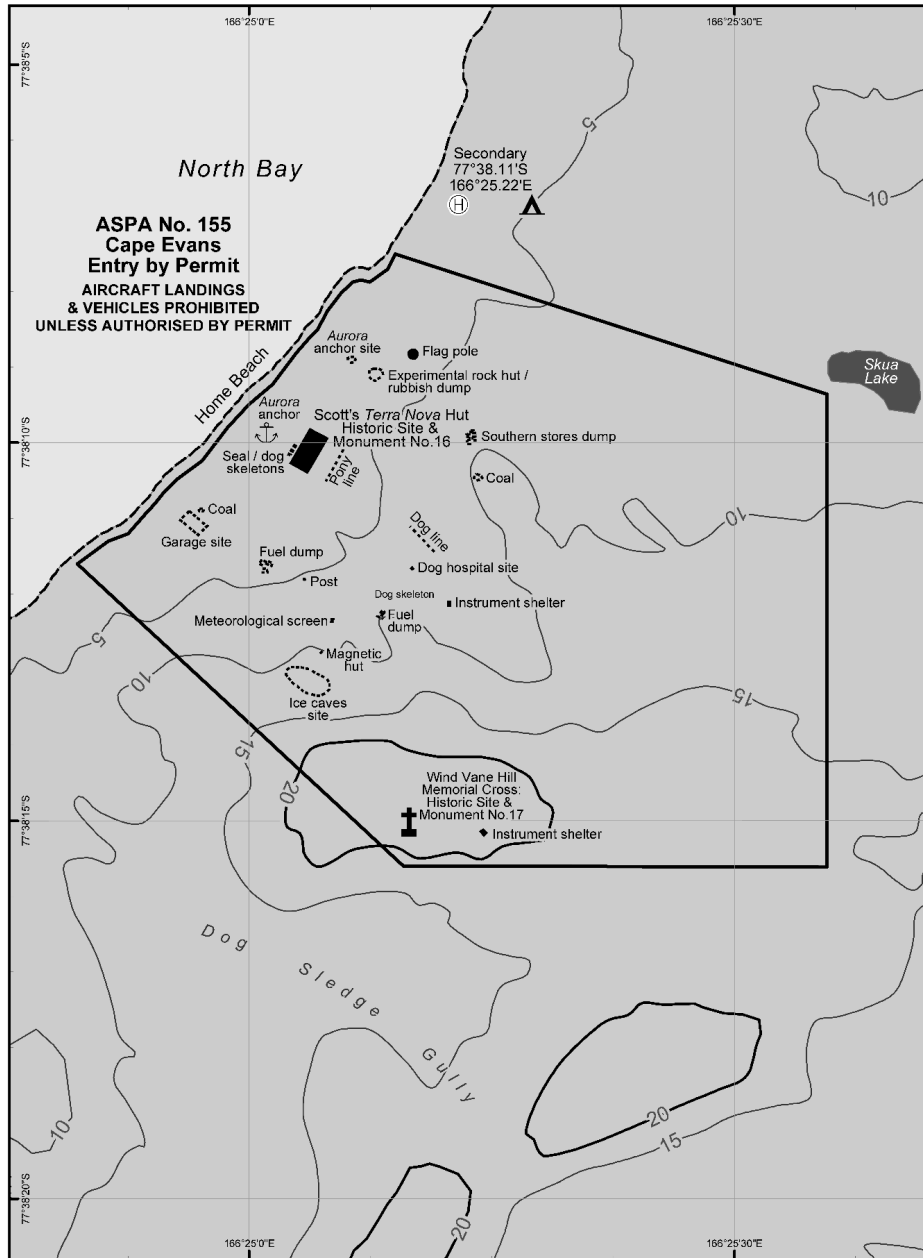 166°25'0"E
166°25'30"E
77°38'5"S
5
Secondary
77°38.11'S
166°25.22'E
H
10
North Bay
ASPA No. 155
Cape Evans
Entry by Permit
AIRCRAFT LANDINGS
& VEHICLES PROHIBITED
UNLESS AUTHORISED BY PERMIT
Aurora
anchor site
Flag pole
Experimental rock hut /
rubbish dump
Skua
Lake
Home Beach
Aurora
anchor
Scott's Terra Nova Hut
Historic Site &
Monument No.16
77°38'10"S
Seal / dog
skeletons
Pony
line
Southern stores dump
Coal
Coal
Garage site
10
Dog line
Fuel dump
Post
Dog hospital site
Dog skeleton
Instrument shelter
Meteorological screen
Fuel
dump
5
Magnetic
hut
10
Ice caves
site
15
15
20
Wind Vane Hill
Memorial Cross:
Historic Site &
Monument No.17
77°38'15"S
Instrument shelter
Dog
Sledge
Gully
20
15
10
77°38'20"S
20
166°25'0"E
166°25'30"E